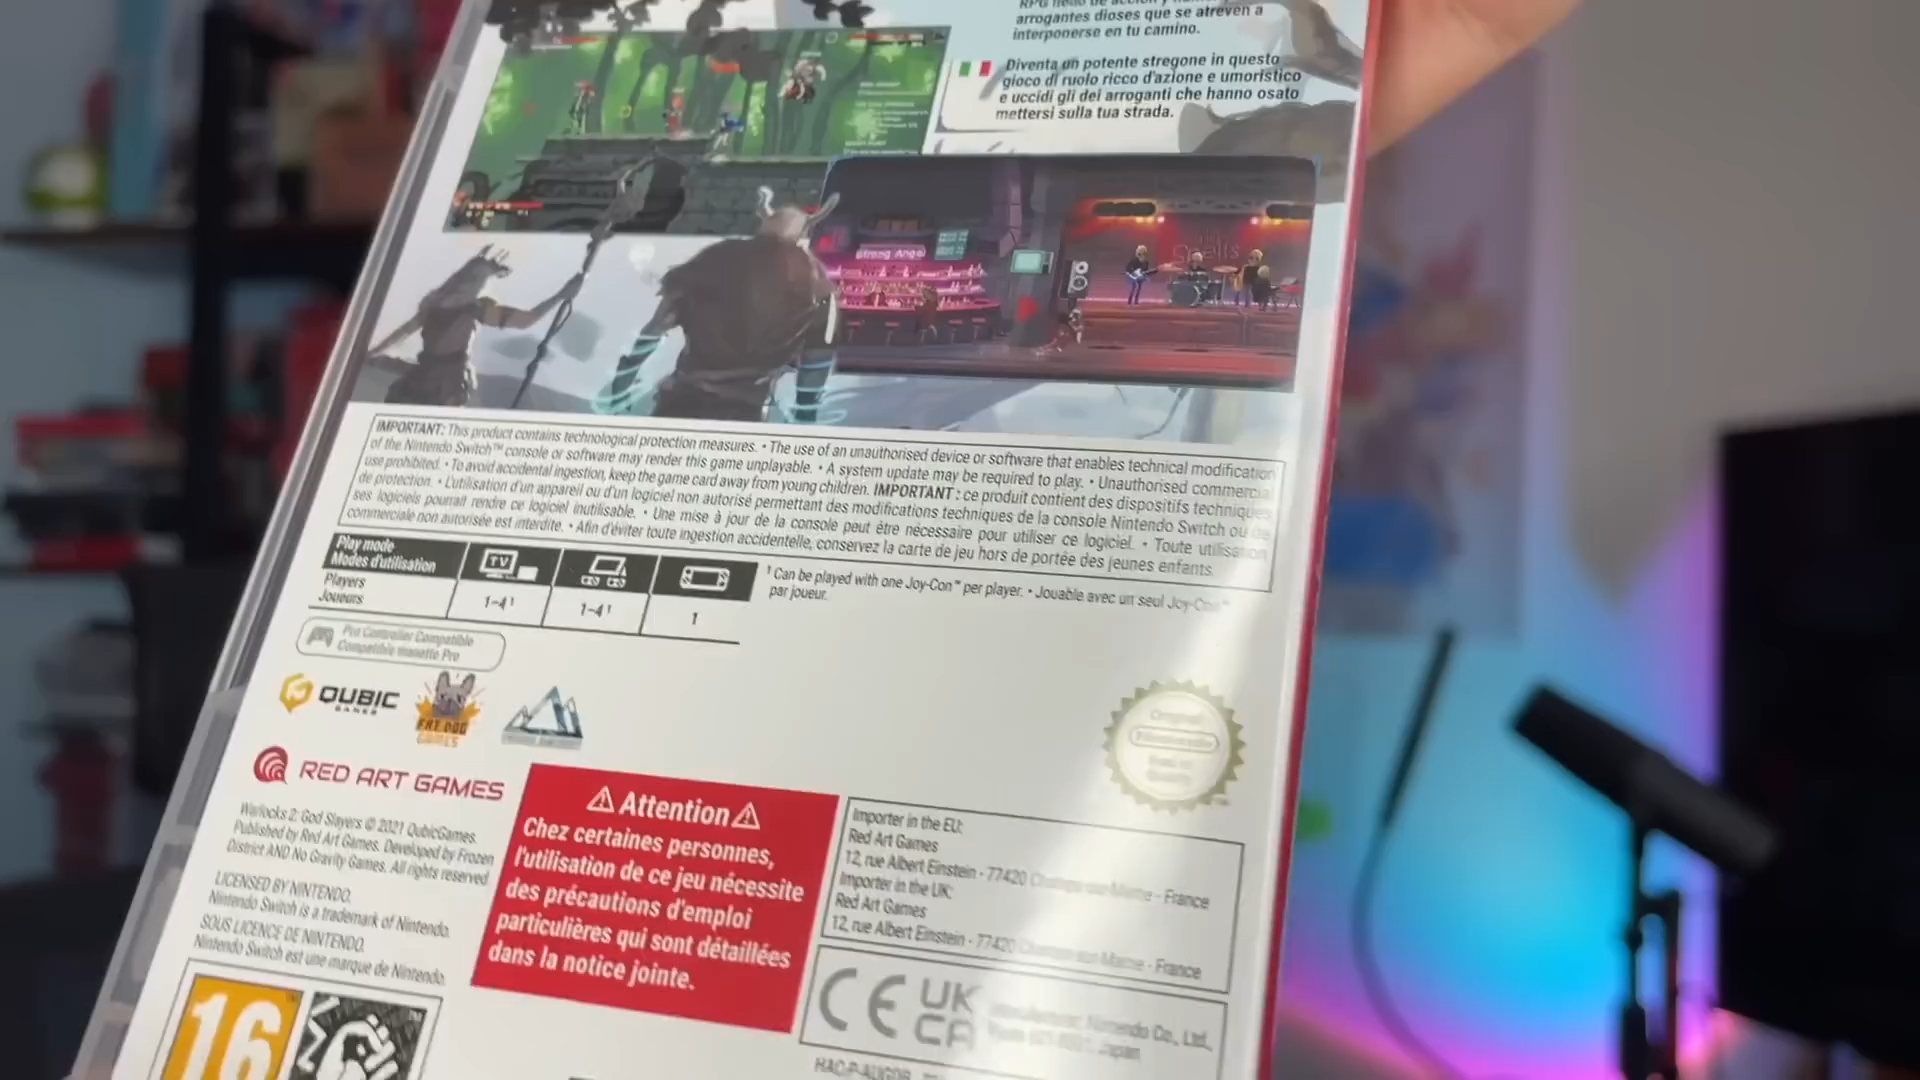 arrogantes dioses que se atreven a
interponerse en tu camino.
Diventa un potente stregone in questo
gioco di ruolo ricco d'azione e umoristico
e uccidi gli dei arroganti che hanno osato
mettersi sulla tua strada.
Strong Angel
Spells
IMPORTANT: This product contains technological protection measures. • The use of an unauthorised device or software that enables technical modification
of the Nintendo Switch™ console or software may render this game unplayable. • A system update may be required to play. • Unauthorised commercial
use prohibited. • To avoid accidental ingestion, keep the game card away from young children. IMPORTANT : ce produit contient des dispositifs techniques
de protection. • L'utilisation d'un appareil ou d'un logiciel non autorisé permettant des modifications techniques de la console Nintendo Switch ou de
ses logiciels pourrait rendre ce logiciel inutilisable. • Une mise à jour de la console peut être nécessaire pour utiliser ce logiciel. • Toute utilisation
commerciale non autorisée est interdite. • Afin d'éviter toute ingestion accidentelle, conservez la carte de jeu hors de portée des jeunes enfants.
Play mode
Modes d'utilisation
TV
Players
Joueurs
1-4¹
1-4¹
1
¹ Can be played with one Joy-Con™ per player. • Jouable avec un seul Joy-Con™
par joueur.
Pro Controller Compatible
Compatible manette Pro
QUBIC
GAMES
FAT DOG
GAMES
Original
Nintendo
Seal of
Quality
RED ART GAMES
Warlocks 2: God Slayers © 2021 QubicGames.
Published by Red Art Games. Developed by Frozen
District AND No Gravity Games. All rights reserved
LICENSED BY NINTENDO.
Nintendo Switch is a trademark of Nintendo.
SOUS LICENCE DE NINTENDO.
Nintendo Switch est une marque de Nintendo.
16
Attention
Chez certaines personnes,
l'utilisation de ce jeu nécessite
des précautions d'emploi
particulières qui sont détaillées
dans la notice jointe.
Importer in the EU:
Red Art Games
12, rue Albert Einstein - 77420 Champs-sur-Marne - France
Importer in the UK:
Red Art Games
12, rue Albert Einstein - 77420 Champs-sur-Marne - France
CE
UK
CA
Nintendo Co., Ltd.,
Japan